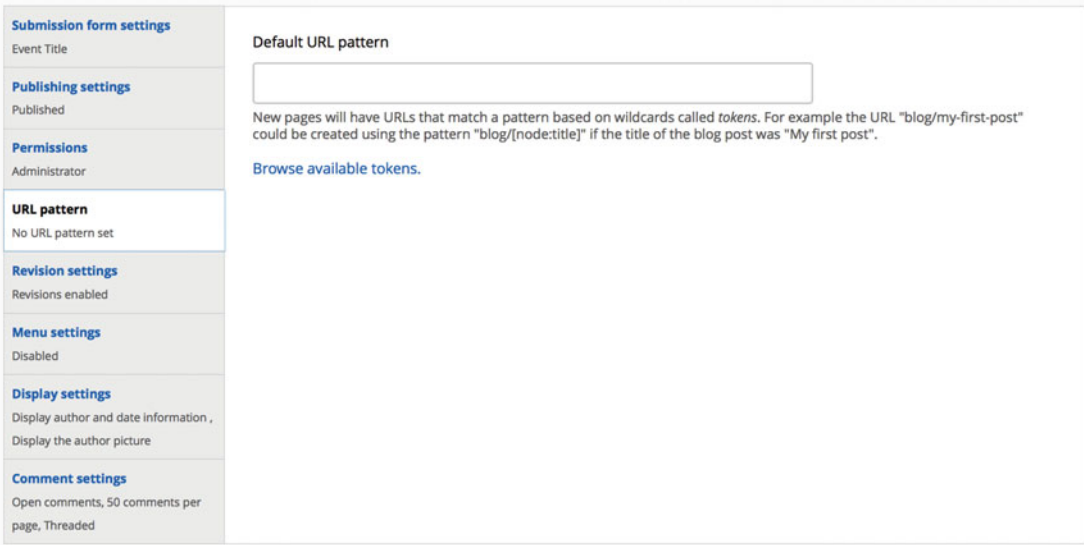 Submission form settings
Event Title
Publishing settings
Published
Permissions
Administrator
URL pattern
No URL pattern set
Revision settings
Revisions enabled
Menu settings
Disabled
Display settings
Display author and date information ,
Display the author picture
Comment settings
Open comments, 50 comments per
page, Threaded
Default URL pattern
New pages will have URLs that match a pattern based on wildcards called tokens. For example the URL "blog/my-first-post"
could be created using the pattern "blog/[node:title]" if the title of the blog post was "My first post".
Browse available tokens.